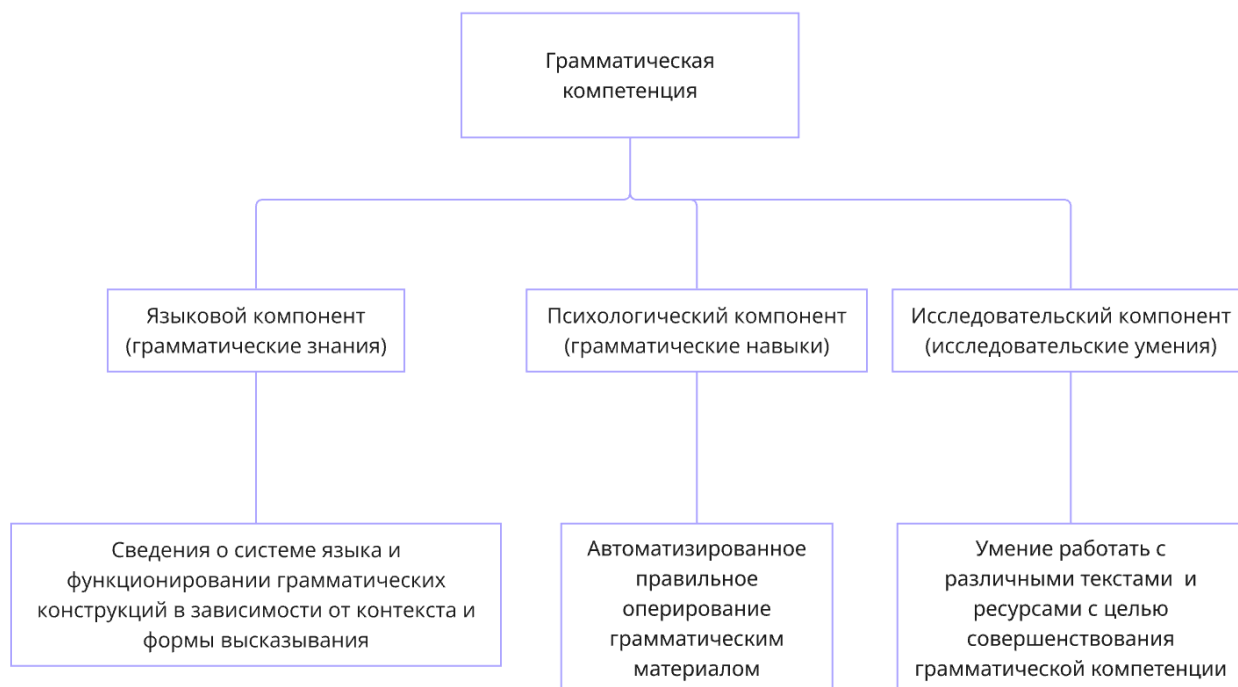 Грамматическая
компетенция
Языковой компонент
(грамматические знания)
Психологический компонент
(грамматические навыки)
Исследовательский компонент
(исследовательские умения)
Сведения о системе языка и
функционировании грамматических
конструкций в зависимости от контекста и
формы высказывания
Автоматизированное
правильное
оперирование
грамматическим
материалом
Умение работать с
различными текстами и
ресурсами с целью
совершенствования
грамматической компетенции